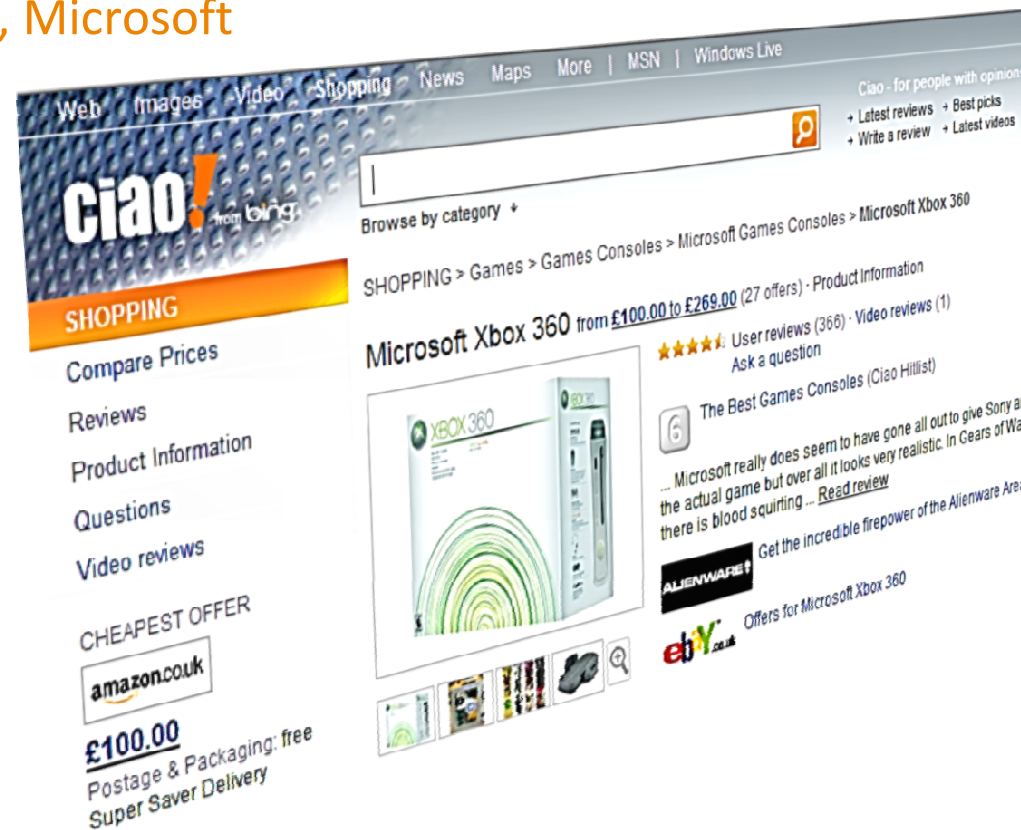 , Microsoft
Web Images Video Shopping News Maps More | MSN | Windows Live
Ciao - for people with opinions
Latest reviews Best picks
Write a review Latest videos
ciao! from bing
Browse by category
SHOPPING > Games > Games Consoles > Microsoft Games Consoles > Microsoft Xbox 360
SHOPPING
Compare Prices
Reviews
Product Information
Questions
Video reviews
CHEAPEST OFFER
amazon.co.uk
£100.00
Postage & Packaging: free
Super Saver Delivery
Microsoft Xbox 360 from £100.00 to £269.00 (27 offers) · Product Information
User reviews (366) · Video reviews (1)
Ask a question
6 The Best Games Consoles (Ciao Hitlist)
... Microsoft really does seem to have gone all out to give Sony
the actual game but over all it looks very realistic. In Gears of
there is blood squirting ... Read review
XBOX 360
XBOX 360
ALIENWARE
Get the incredible firepower of the Alienware
ebay.co.uk
Offers for Microsoft Xbox 360